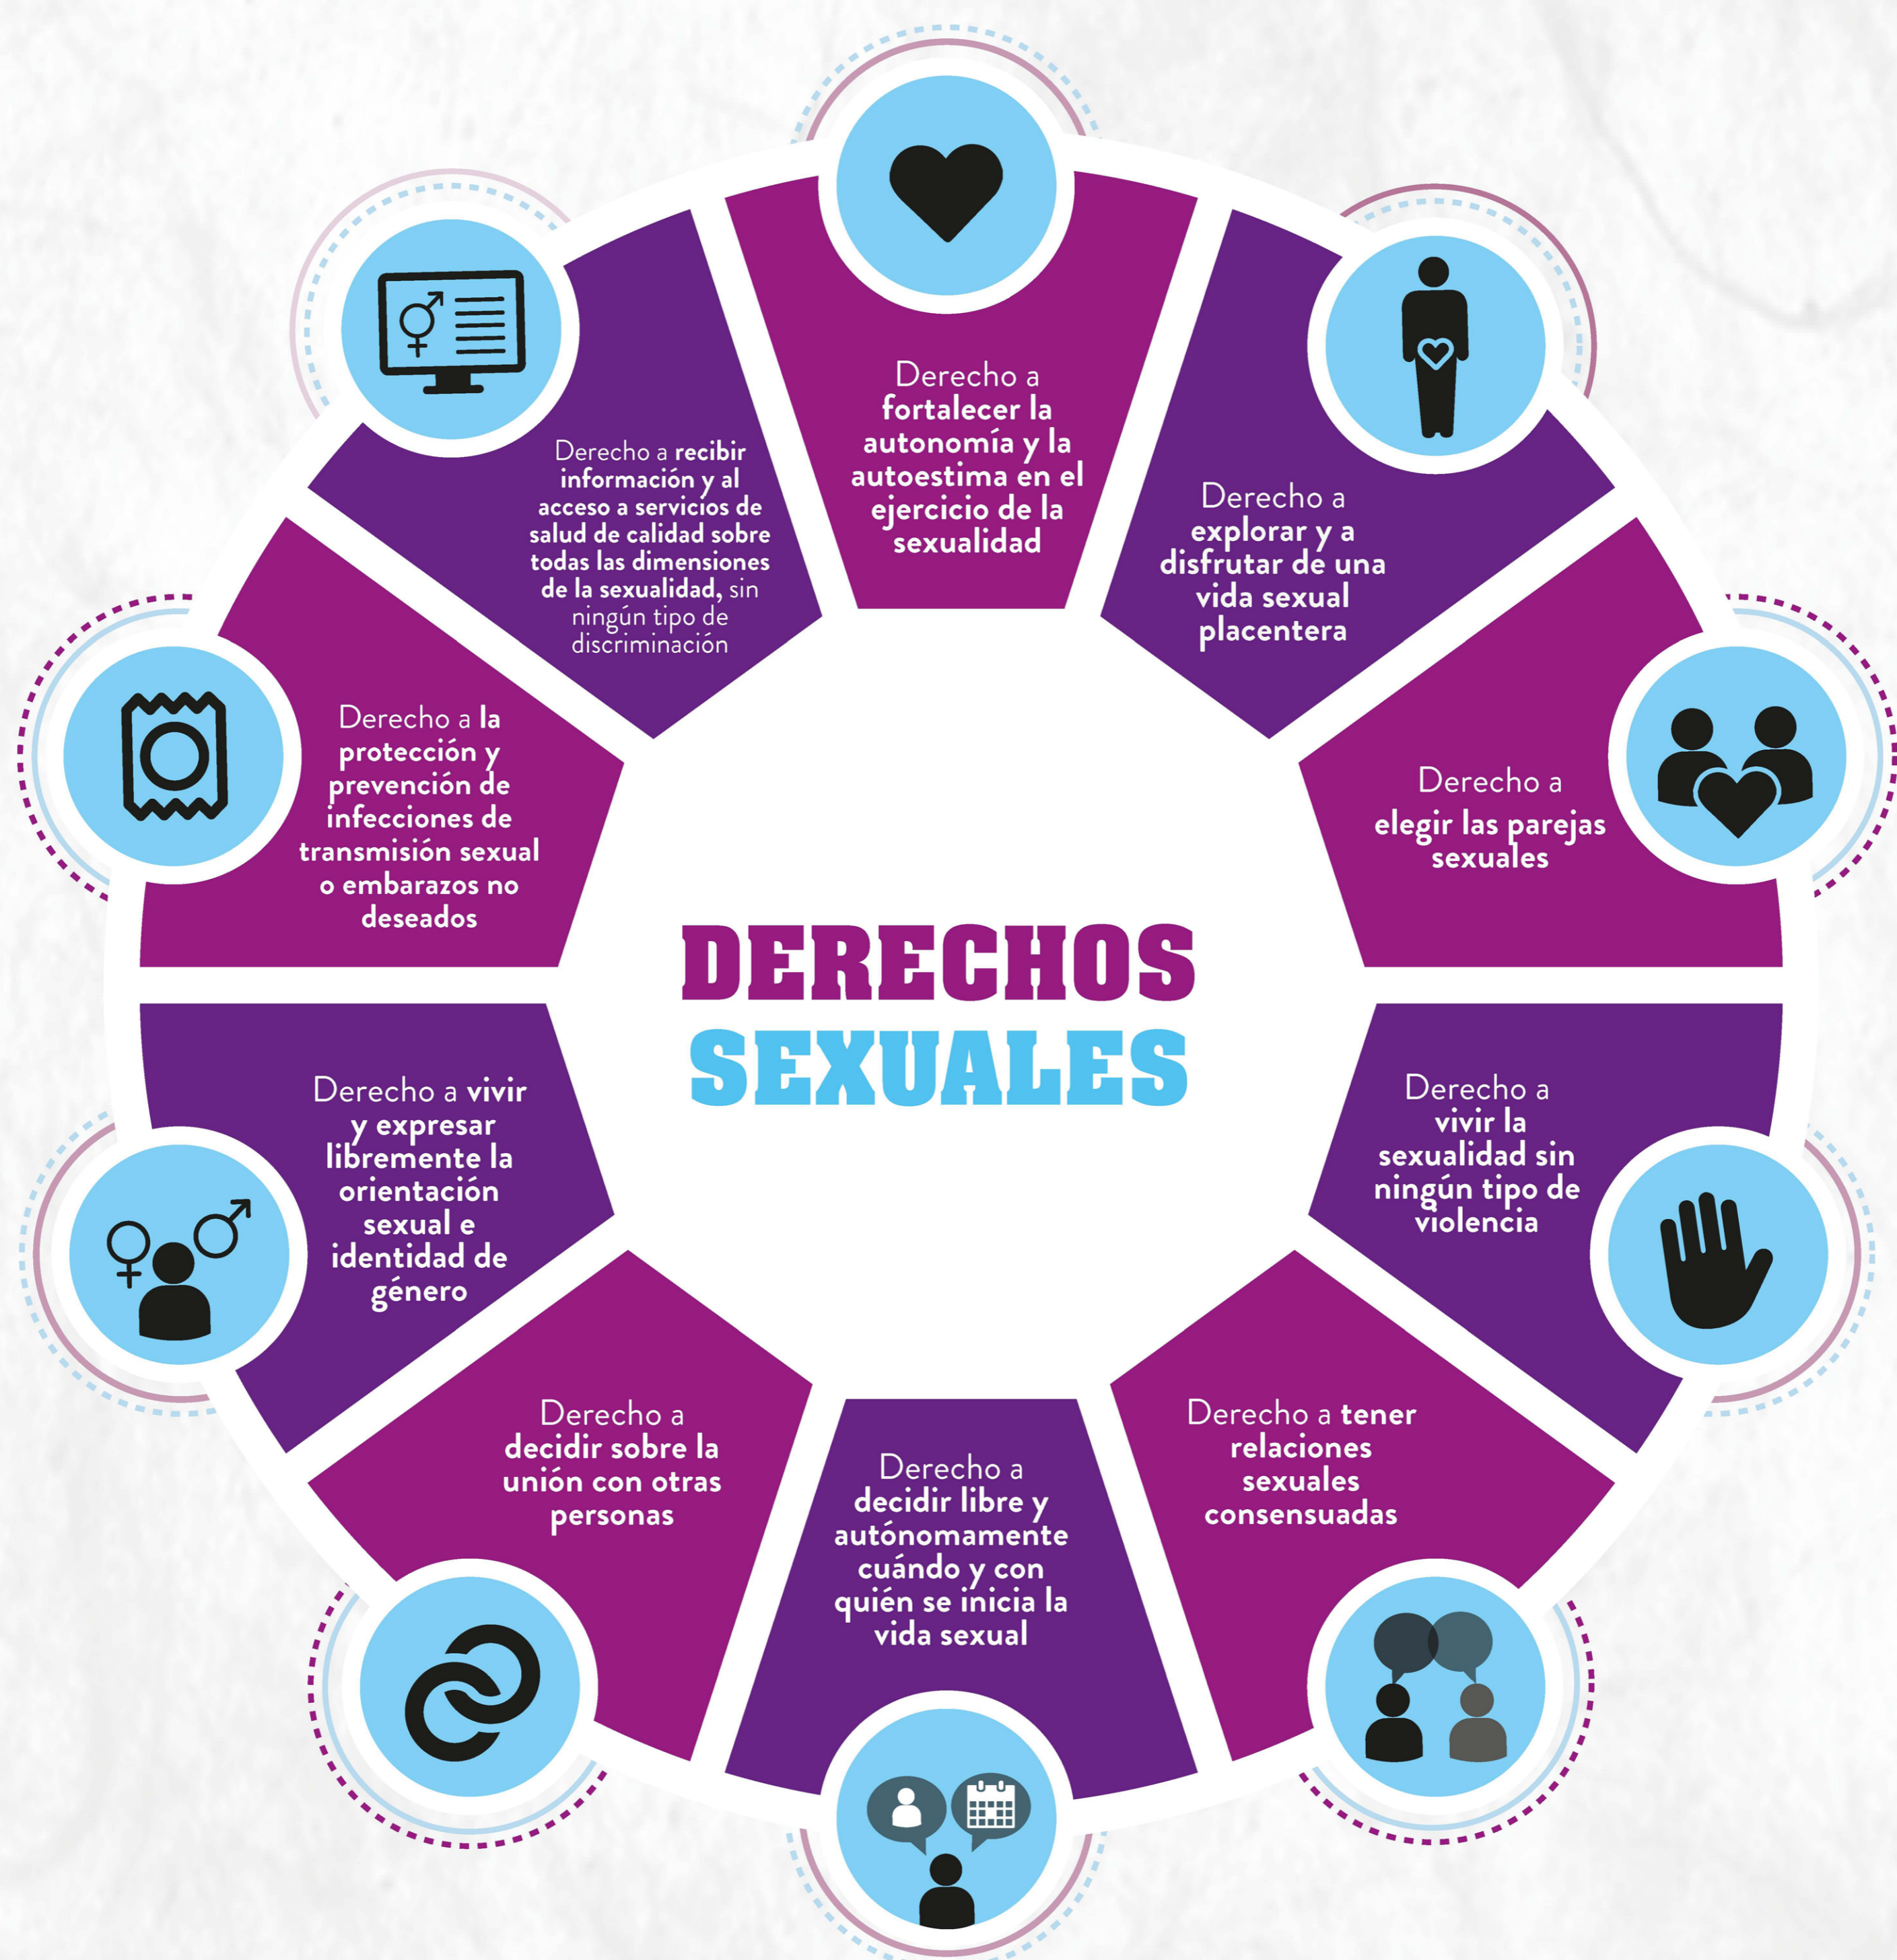 DERECHOS
SEXUALES
Derecho a
fortalecer la
autonomía y la
autoestima en el
ejercicio de la
sexualidad
Derecho a
explorar y a
disfrutar de una
vida sexual
placentera
Derecho a
elegir las parejas
sexuales
Derecho a
vivir la
sexualidad sin
ningún tipo de
violencia
Derecho a tener
relaciones
sexuales
consensuadas
Derecho a
decidir libre y
autónomamente
cuándo y con
quién se inicia la
vida sexual
Derecho a
decidir sobre la
unión con otras
personas
Derecho a vivir
y expresar
libremente la
orientación
sexual e
identidad de
género
Derecho a la
protección y
prevención de
infecciones de
transmisión sexual
o embarazos no
deseados
Derecho a recibir
información y al
acceso a servicios de
salud de calidad sobre
todas las dimensiones
de la sexualidad, sin
ningún tipo de
discriminación